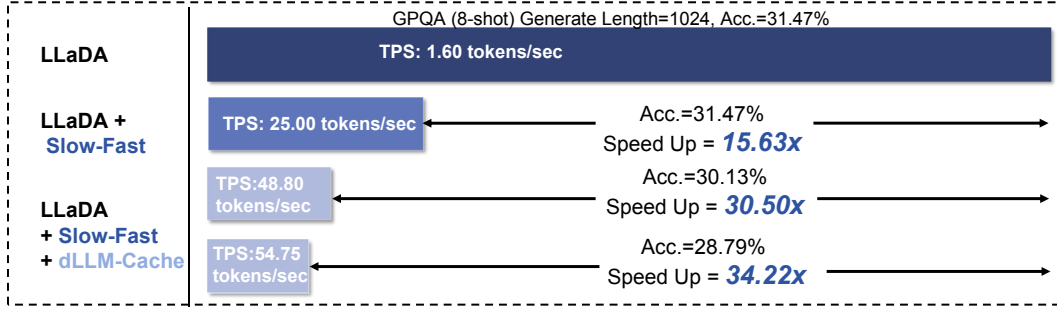 GPQA (8-shot) Generate Length=1024, Acc.=31.47%
LLaDA
TPS: 1.60 tokens/sec
LLaDA +
Slow-Fast
TPS: 25.00 tokens/sec
Acc.=31.47%
Speed Up = 15.63x
LLaDA
+ Slow-Fast
+ dLLM-Cache
TPS:48.80
tokens/sec
Acc.=30.13%
Speed Up = 30.50x
TPS:54.75
tokens/sec
Acc.=28.79%
Speed Up = 34.22x